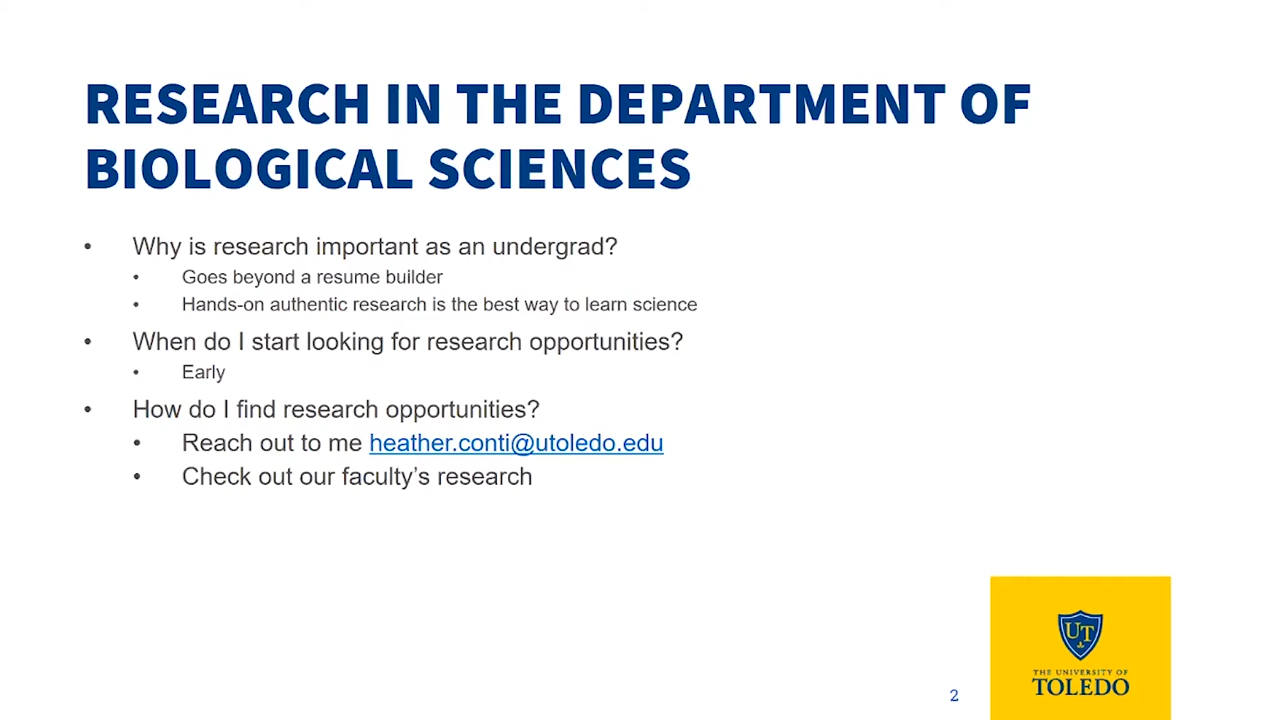 RESEARCH IN THE DEPARTMENT OF
BIOLOGICAL SCIENCES
• Why is research important as an undergrad?
• Goes beyond a resume builder
• Hands-on authentic research is the best way to learn science
• When do I start looking for research opportunities?
• Early
• How do I find research opportunities?
• Reach out to me heather.conti@utoledo.edu
• Check out our faculty's research
UT
THE UNIVERSITY OF
TOLEDO
2